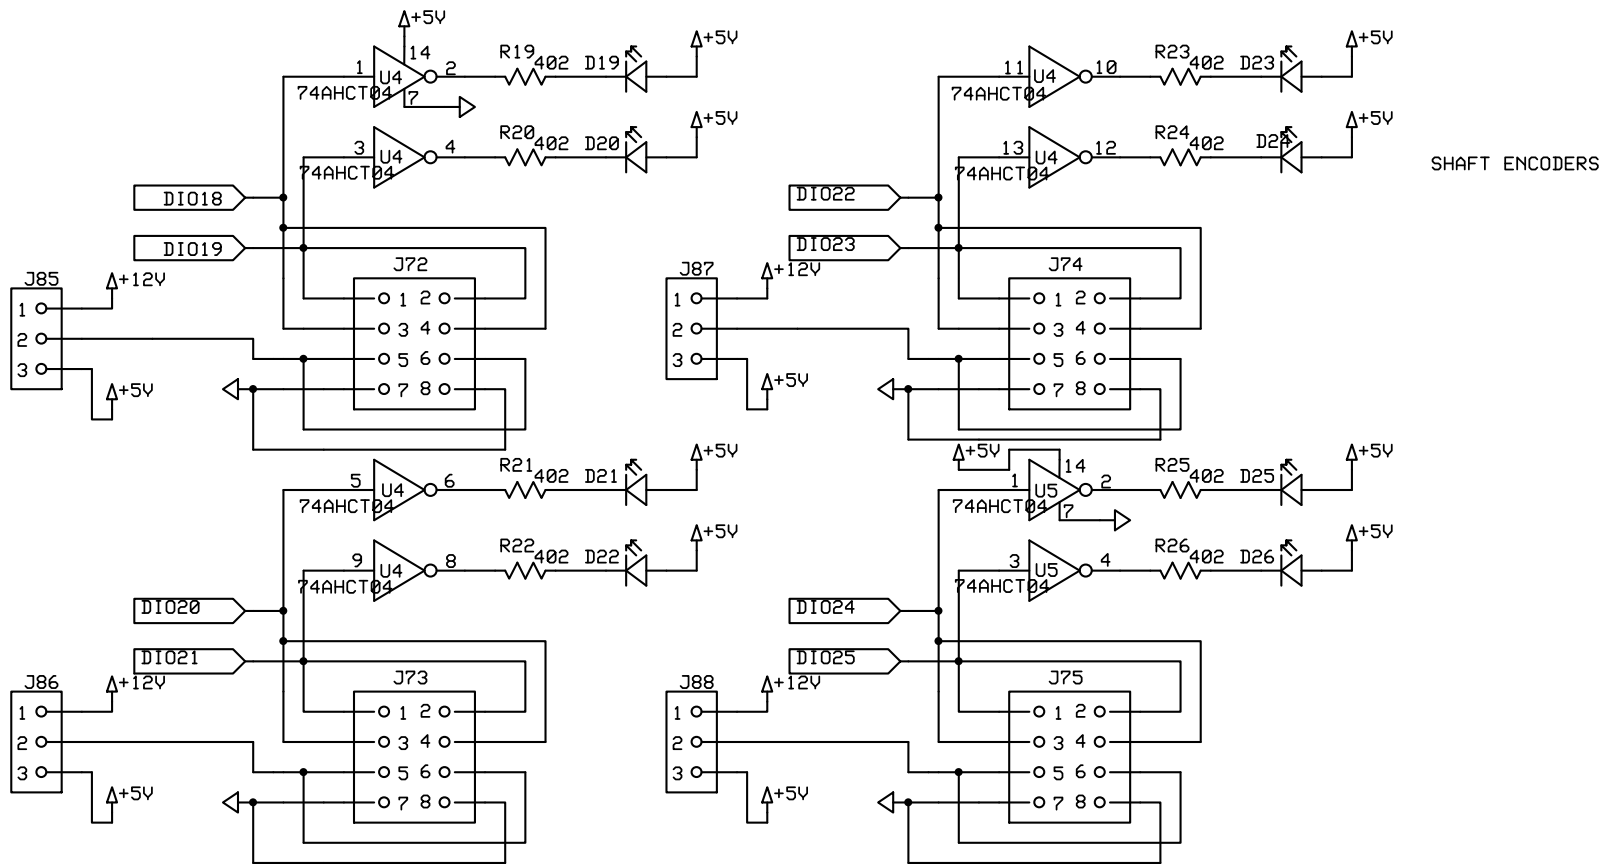 +5V
14
1
U4
2
R19
402
D19
+5V
74AHCT04
7
3
U4
4
R20
402
D20
+5V
74AHCT04
DIO18
DIO19
J85
+12V
1
2
3
+5V
J72
1 2
3 4
5 6
7 8
11
U4
10
R23
402
D23
+5V
74AHCT04
13
U4
12
R24
402
D24
+5V
74AHCT04
SHAFT ENCODERS
DIO22
DIO23
J87
+12V
1
2
3
+5V
J74
1 2
3 4
5 6
7 8
5
U4
6
R21
402
D21
+5V
74AHCT04
9
U4
8
R22
402
D22
+5V
74AHCT04
DIO20
DIO21
J86
+12V
1
2
3
+5V
J73
1 2
3 4
5 6
7 8
+5V
14
1
U5
2
R25
402
D25
+5V
74AHCT04
7
3
U5
4
R26
402
D26
+5V
74AHCT04
DIO24
DIO25
J88
+12V
1
2
3
+5V
J75
1 2
3 4
5 6
7 8